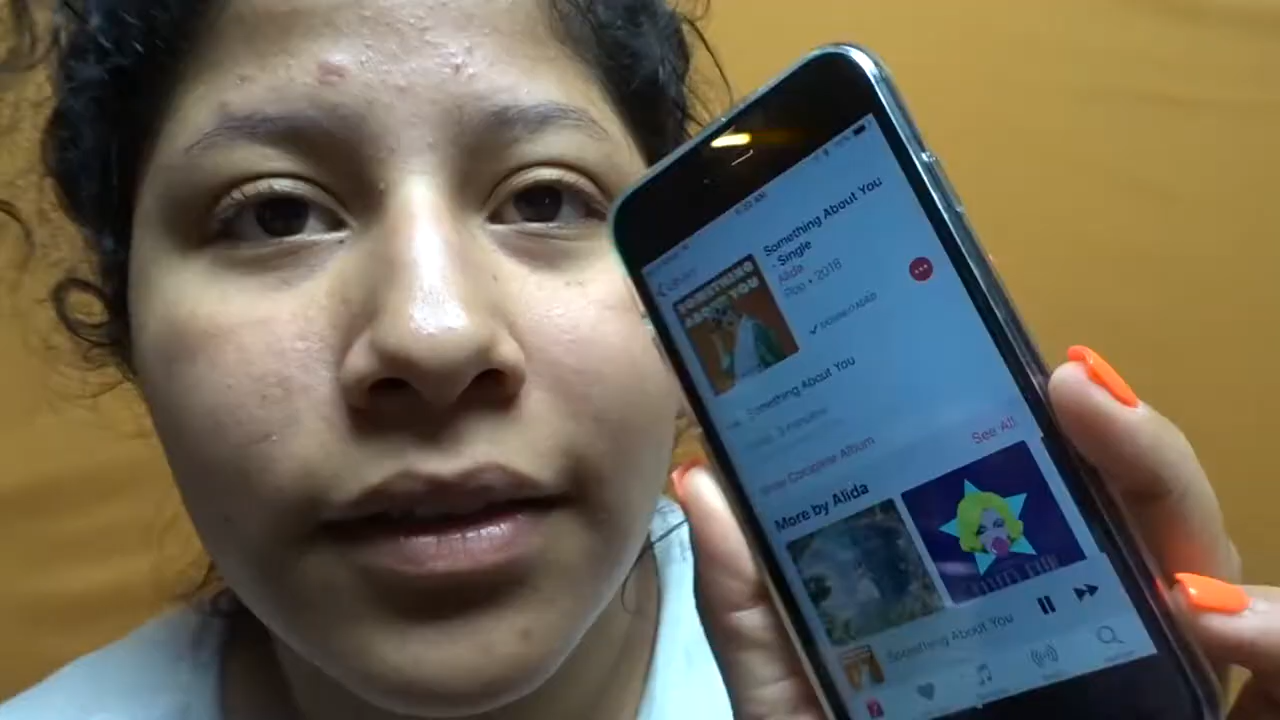 Something About You
- Single
Alida
Pop • 2018
SOMETHING
ABOUT YOU
✓ DOWNLOADED
Something About You
Show Complete Album
More by Alida
See All
Something About You